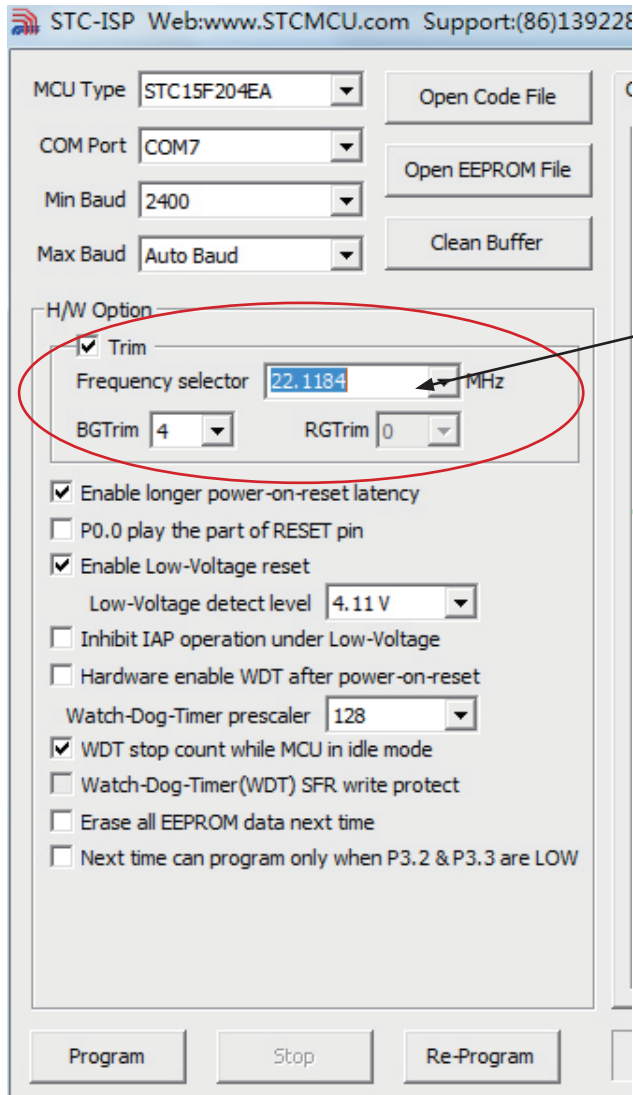 STC-ISP Web:www.STCMCU.com Support:(86)139228
MCU Type STC15F204EA Open Code File
COM Port COM7
Open EEPROM File
Min Baud 2400
Max Baud Auto Baud Clean Buffer
H/W Option
Trim
Frequency selector 22.1184 MHz
BGTrim 4 RGTrim 0
Enable longer power-on-reset latency
P0.0 play the part of RESET pin
Enable Low-Voltage reset
Low-Voltage detect level 4.11 V
Inhibit IAP operation under Low-Voltage
Hardware enable WDT after power-on-reset
Watch-Dog-Timer prescaler 128
WDT stop count while MCU in idle mode
Watch-Dog-Timer(WDT) SFR write protect
Erase all EEPROM data next time
Next time can program only when P3.2 & P3.3 are LOW
Program Stop Re-Program